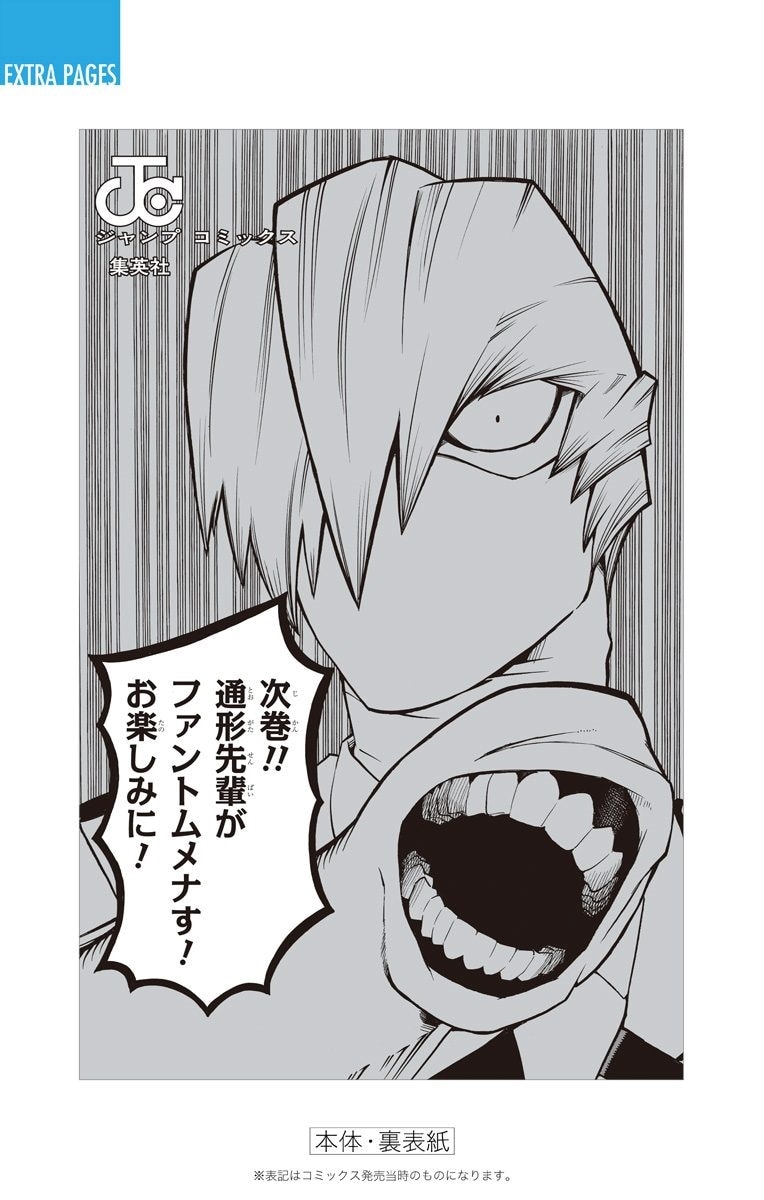 EXTRA PAGES
JC
ジャンプ コミックス
集英社
次巻!!
通形先輩が
ファントムメナす!
お楽しみに!
本体・裏表紙
※表記はコミックス発売当時のものになります。